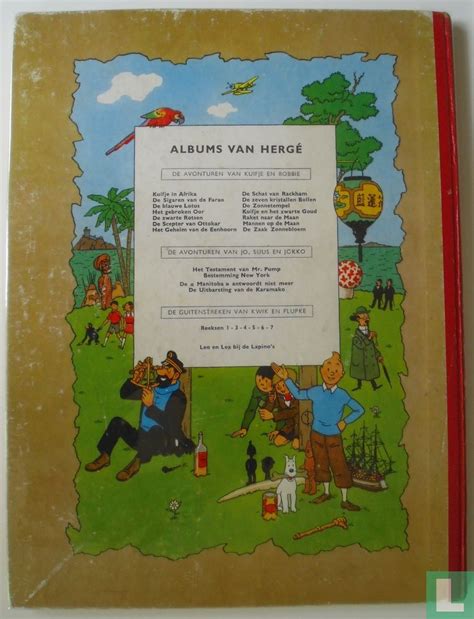 ALBUMS VAN HERGÉ
DE AVONTUREN VAN KUIFJE EN BOBBIE
Kuifje in Afrika
De Sigaren van de Farao
De blauwe Lotus
Het gebroken Oor
De zwarte Rotsen
De Scepter van Ottokar
Het Geheim van de Eenhoorn
De Schat van Rackham
De zeven kristallen Bollen
De Zonnetempel
Kuifje en het zwarte Goud
Raket naar de Maan
Mannen op de Maan
De Zaak Zonnebloem
DE AVONTUREN VAN JO, SUUS EN JOKKO
Het Testament van Mr. Pump
Bestemming New York
De « Manitoba » antwoordt niet meer
De Uitbarsting van de Karamako
DE GUITENSTREKEN VAN KWIK EN FLUPKE
Reeksen 1 - 2 - 4 - 5 - 6 - 7
Leo en Lea bij de Lapino's
L